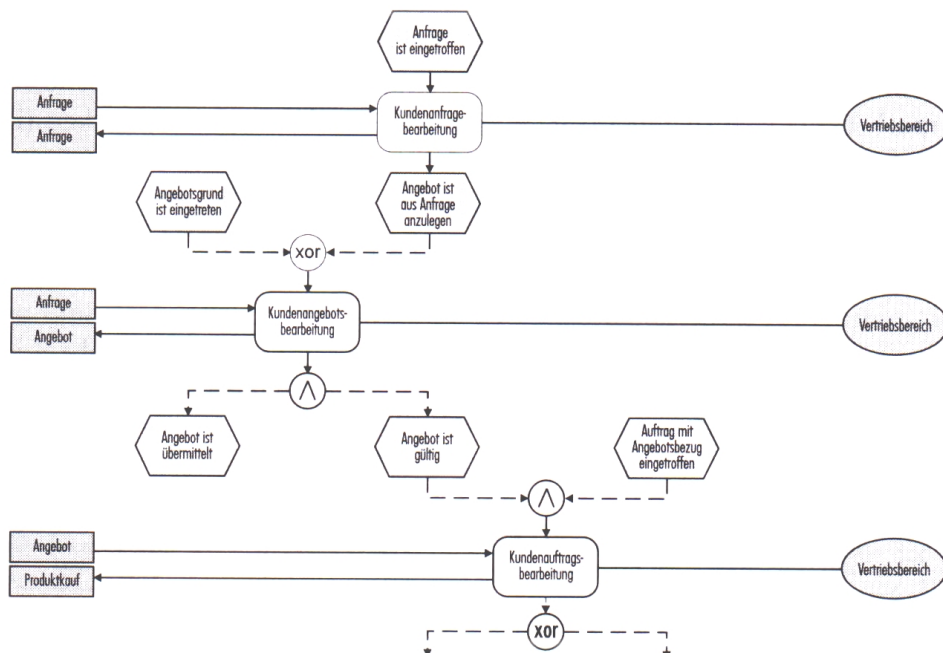 Anfrage
ist eingetroffen
Anfrage
Anfrage
Kundenanfrage-
bearbeitung
Vertriebsbereich
Angebotsgrund
ist eingetreten
Angebot ist
aus Anfrage
anzulegen
xor
Anfrage
Angebot
Kundenangebots-
bearbeitung
Vertriebsbereich
∧
Angebot ist
übermittelt
Angebot ist
gültig
Auftrag mit
Angebotsbezug
eingetroffen
∧
Angebot
Produktkauf
Kundenauftrags-
bearbeitung
Vertriebsbereich
xor